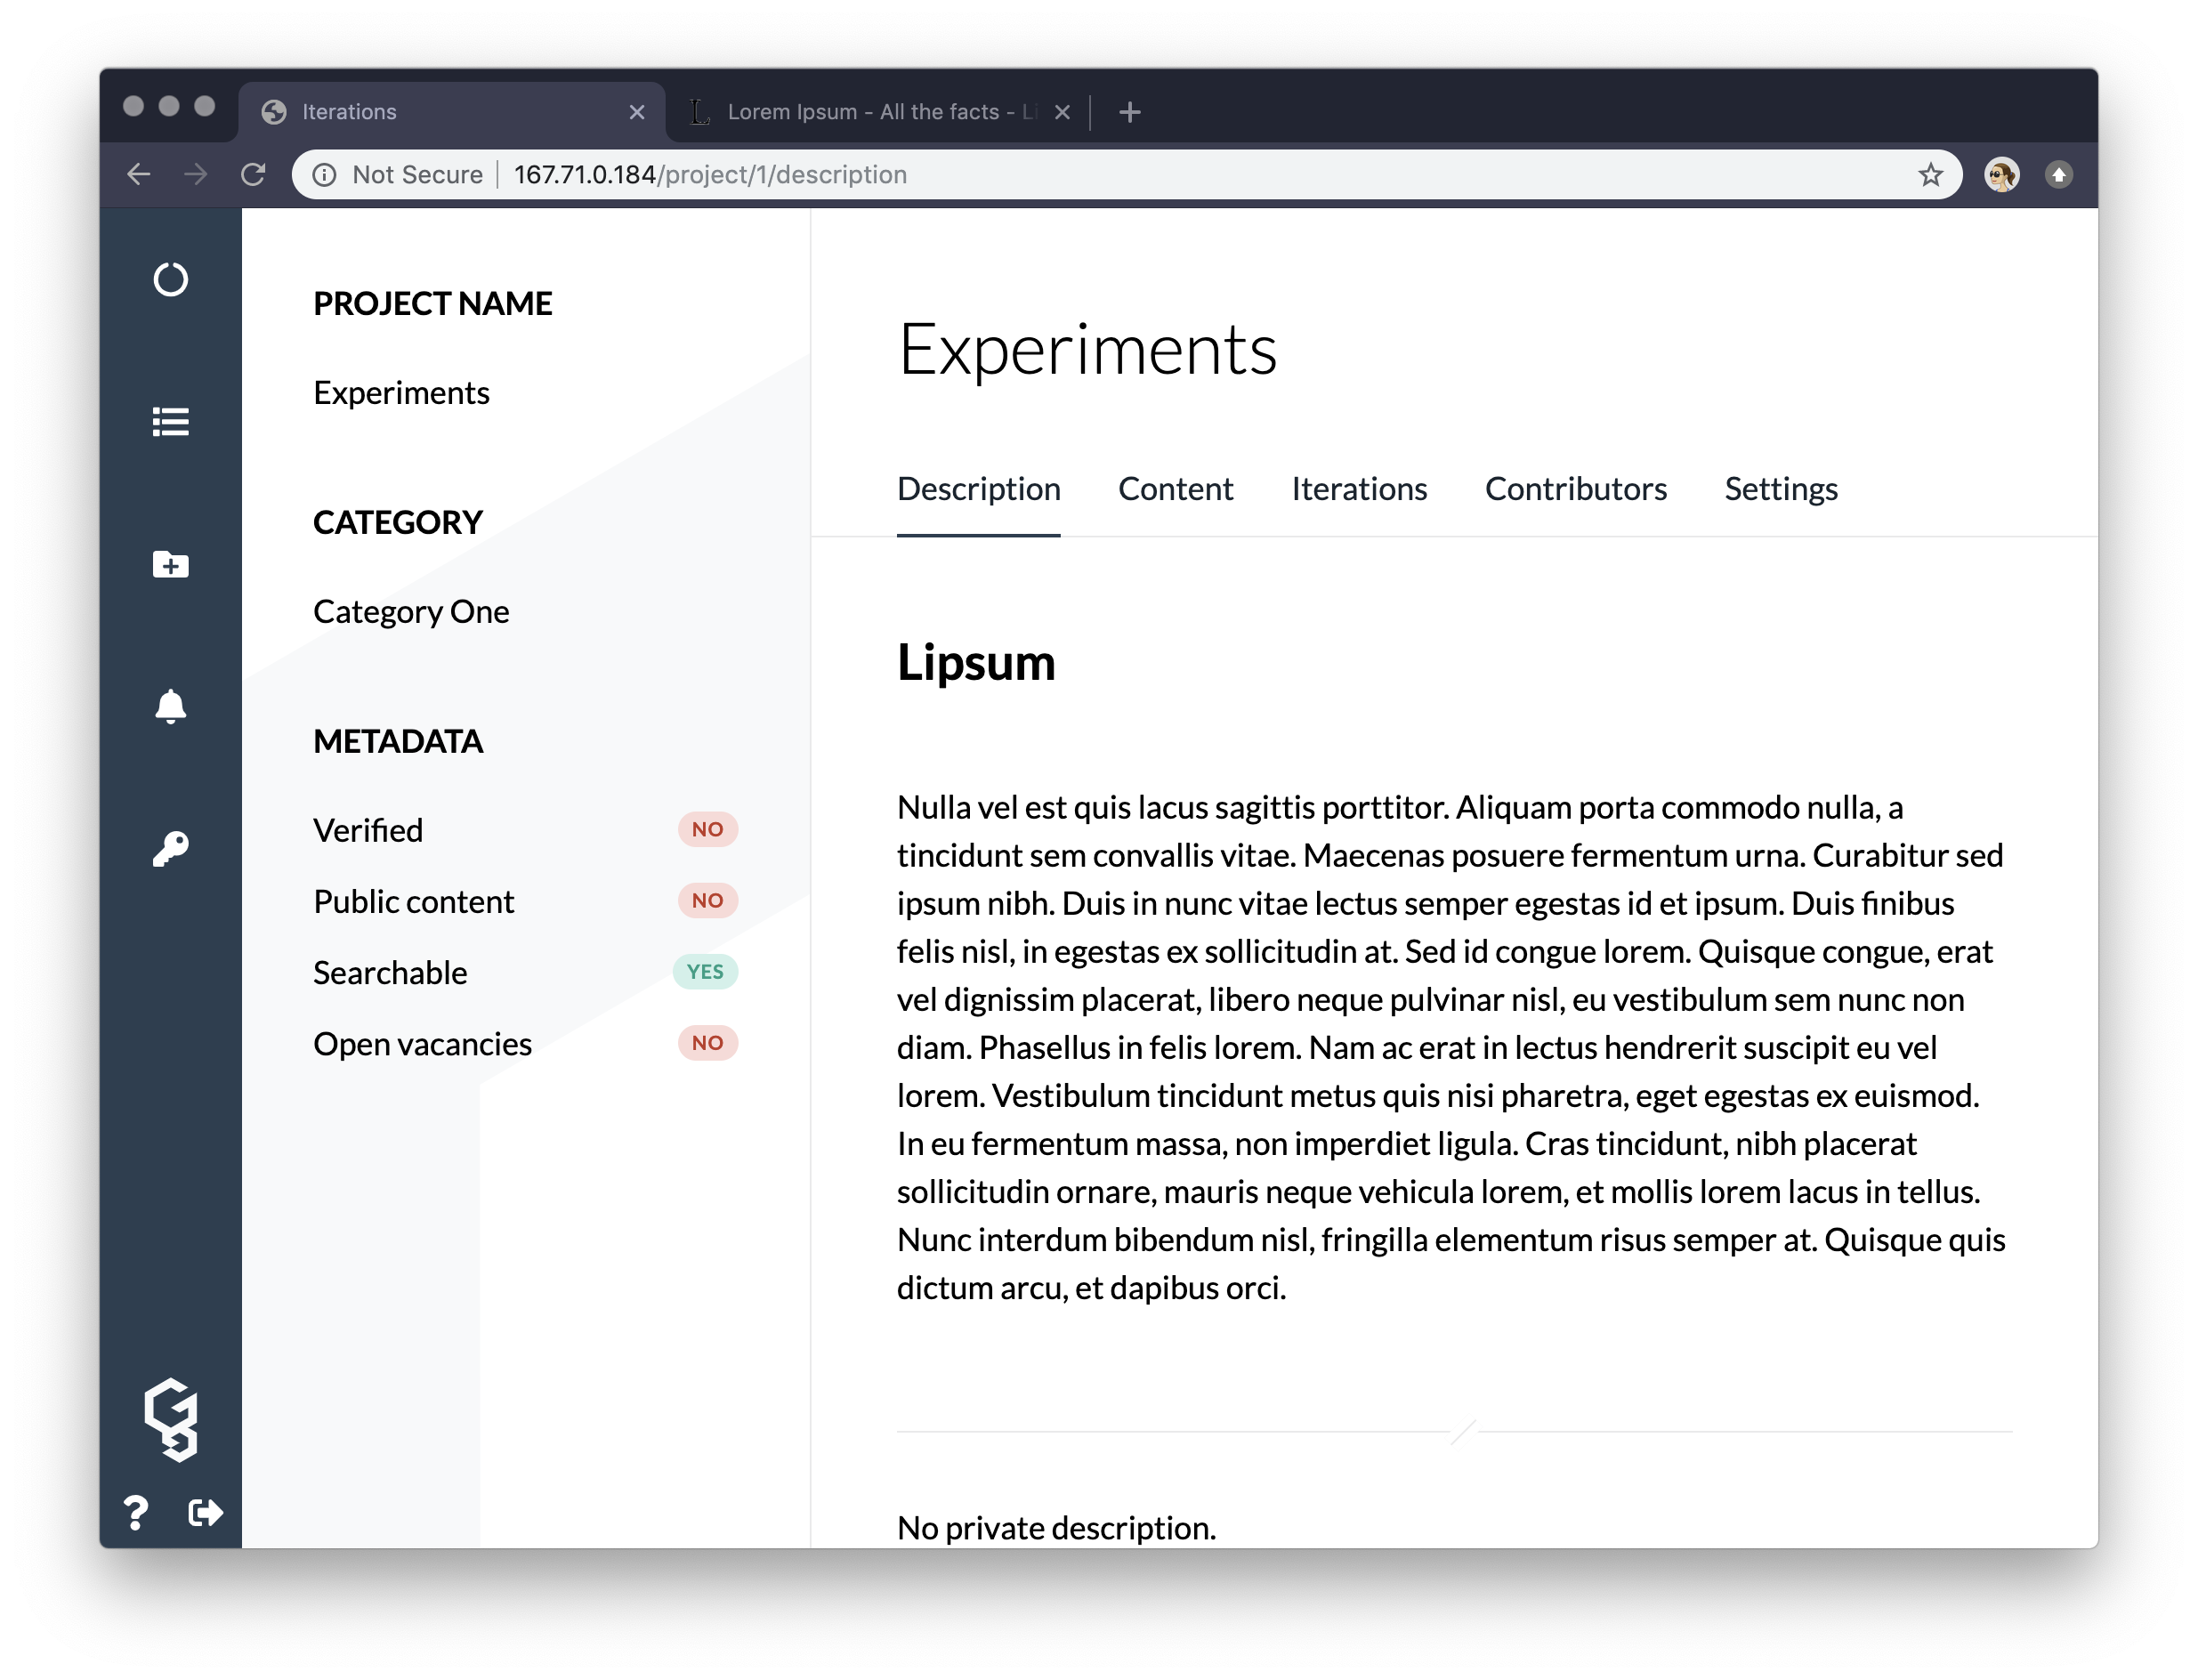 Iterations
Lorem Ipsum - All the facts - Li
Not Secure
167.71.0.184/project/1/description
PROJECT NAME
Experiments
CATEGORY
Category One
METADATA
Verified NO
Public content NO
Searchable YES
Open vacancies NO
Experiments
Description Content Iterations Contributors Settings
Lipsum
Nulla vel est quis lacus sagittis porttitor. Aliquam porta commodo nulla, a
tincidunt sem convallis vitae. Maecenas posuere fermentum urna. Curabitur sed
ipsum nibh. Duis in nunc vitae lectus semper egestas id et ipsum. Duis finibus
felis nisl, in egestas ex sollicitudin at. Sed id congue lorem. Quisque congue, erat
vel dignissim placerat, libero neque pulvinar nisl, eu vestibulum sem nunc non
diam. Phasellus in felis lorem. Nam ac erat in lectus hendrerit suscipit eu vel
lorem. Vestibulum tincidunt metus quis nisi pharetra, eget egestas ex euismod.
In eu fermentum massa, non imperdiet ligula. Cras tincidunt, nibh placerat
sollicitudin ornare, mauris neque vehicula lorem, et mollis lorem lacus in tellus.
Nunc interdum bibendum nisl, fringilla elementum risus semper at. Quisque quis
dictum arcu, et dapibus orci.
No private description.